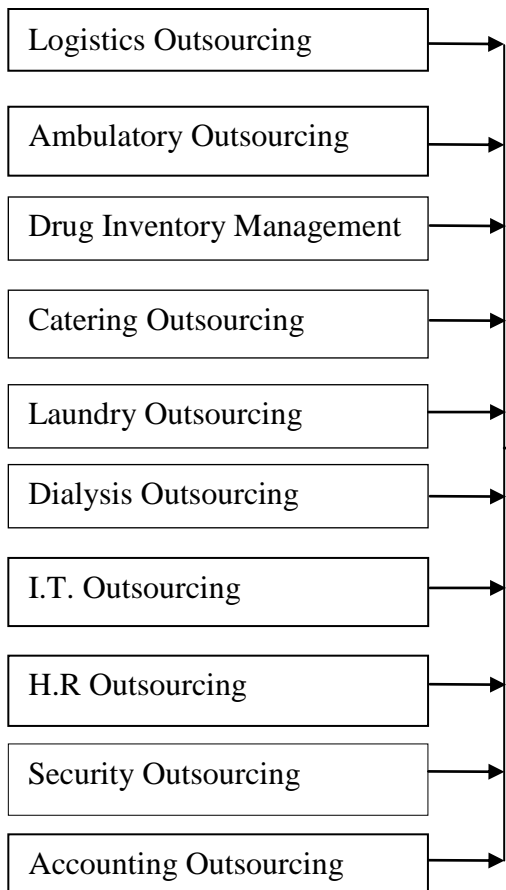 Logistics Outsourcing
Ambulatory Outsourcing
Drug Inventory Management
Catering Outsourcing
Laundry Outsourcing
Dialysis Outsourcing
I.T. Outsourcing
H.R Outsourcing
Security Outsourcing
Accounting Outsourcing